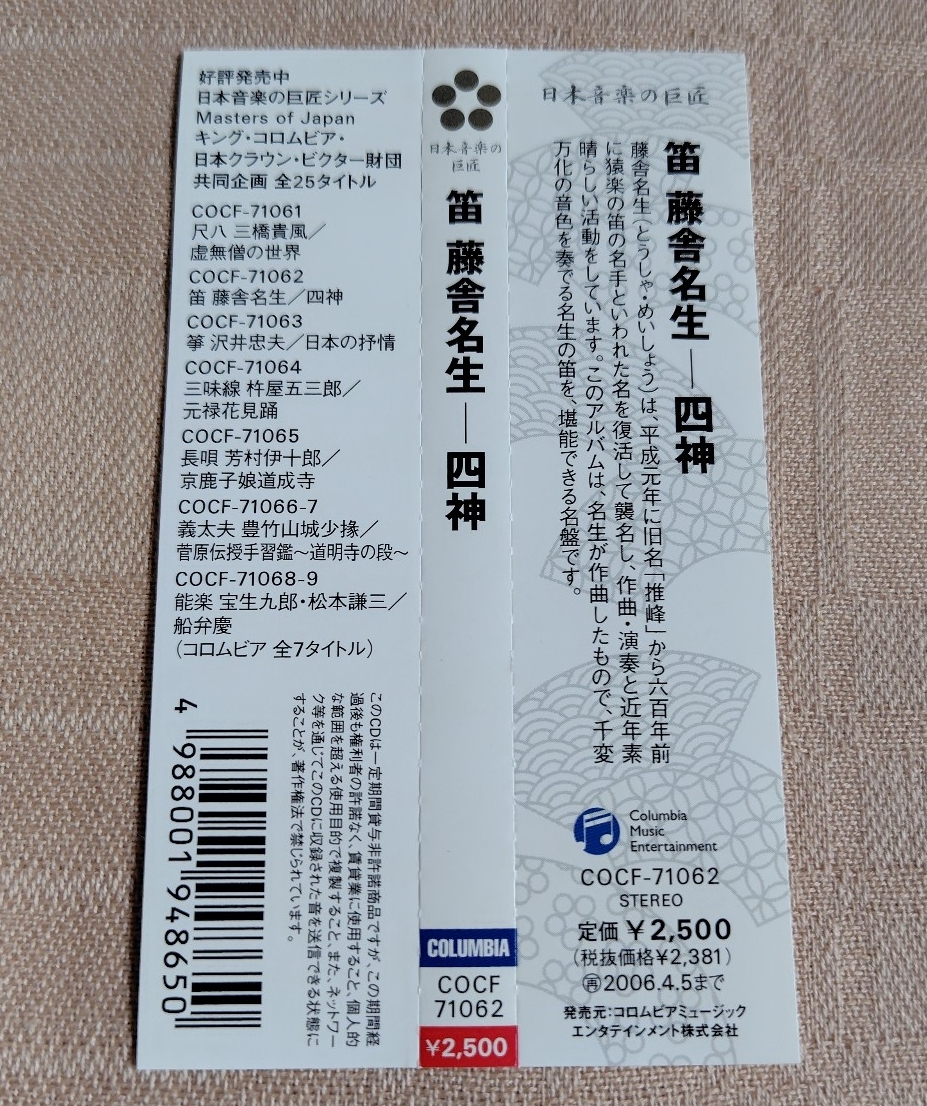 好評発売中
日本音楽の巨匠シリーズ
Masters of Japan
キング・コロムビア・
日本クラウン・ビクター財団
共同企画 全25タイトル
COCF-71061
尺八 三橋貴風／
虚無僧の世界
COCF-71062
笛 藤舎名生／四神
COCF-71063
箏 沢井忠夫／日本の抒情
COCF-71064
三味線 杵屋五三郎／
元禄花見踊
COCF-71065
長唄 芳村伊十郎／
京鹿子娘道成寺
COCF-71066-7
義太夫 豊竹山城少掾／
菅原伝授手習鑑～道明寺の段～
COCF-71068-9
能楽 宝生九郎・松本謙三／
船弁慶
（コロムビア 全7タイトル）
このCDは一定期間貸与非許諾商品ですが、この期間経
過後も権利者の許諾なく、賃貸業に使用すること、個人的
な範囲を超える使用目的で複製すること、また、ネットワー
ク等を通じてこのCDに収録された音を送信できる状態に
することが、著作権法で禁じられています。
4 988001 948650
日本音楽の
巨匠
笛 藤舎名生―四神
COLUMBIA
COCF
71062
¥2,500
日本音楽の巨匠
笛 藤舎名生―四神
藤舎名生（とうしゃ・めいしょう）は、平成元年に旧名「推峰」から六百年前
に猿楽の笛の名手といわれた名を復活して襲名し、作曲・演奏と近年素
晴らしい活動をしています。このアルバムは、名生が作曲したもので、千変
万化の音色を奏でる名生の笛を、堪能できる名盤です。
Columbia
Music
Entertainment
COCF-71062
STEREO
定価 ¥2,500
（税抜価格¥2,381）
㊢2006.4.5まで
発売元：コロムビアミュージック
エンタテインメント株式会社